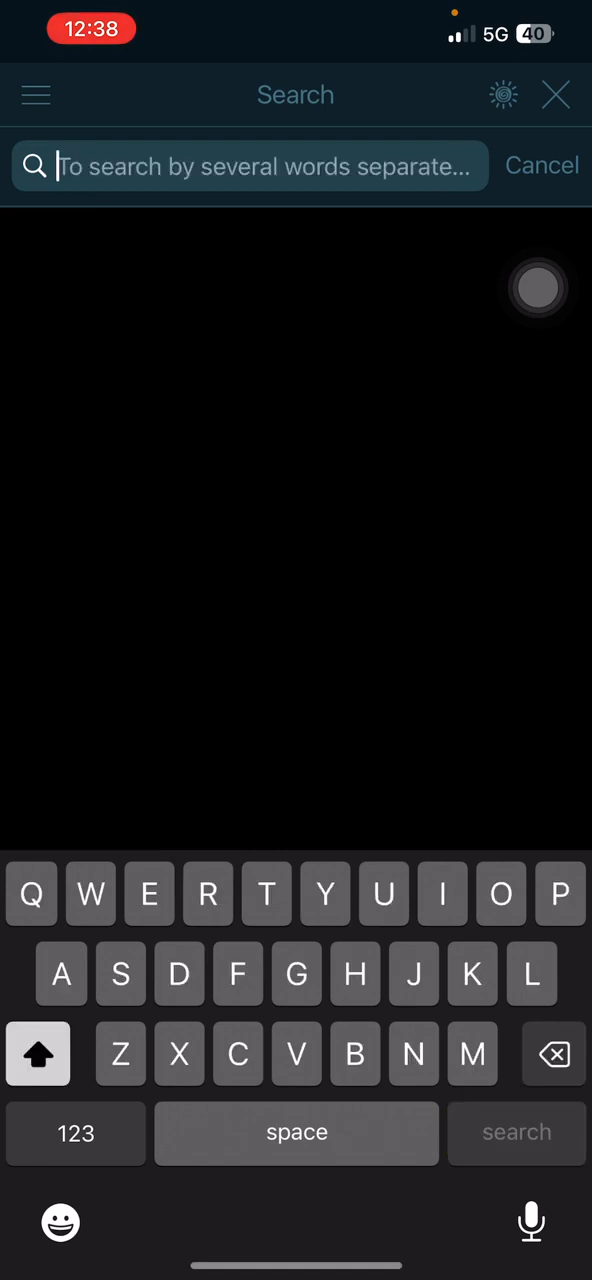 12:38
5G 40
Search
To search by several words separate...
Cancel
Q W E R T Y U I O P
A S D F G H J K L
Z X C V B N M
123 space search